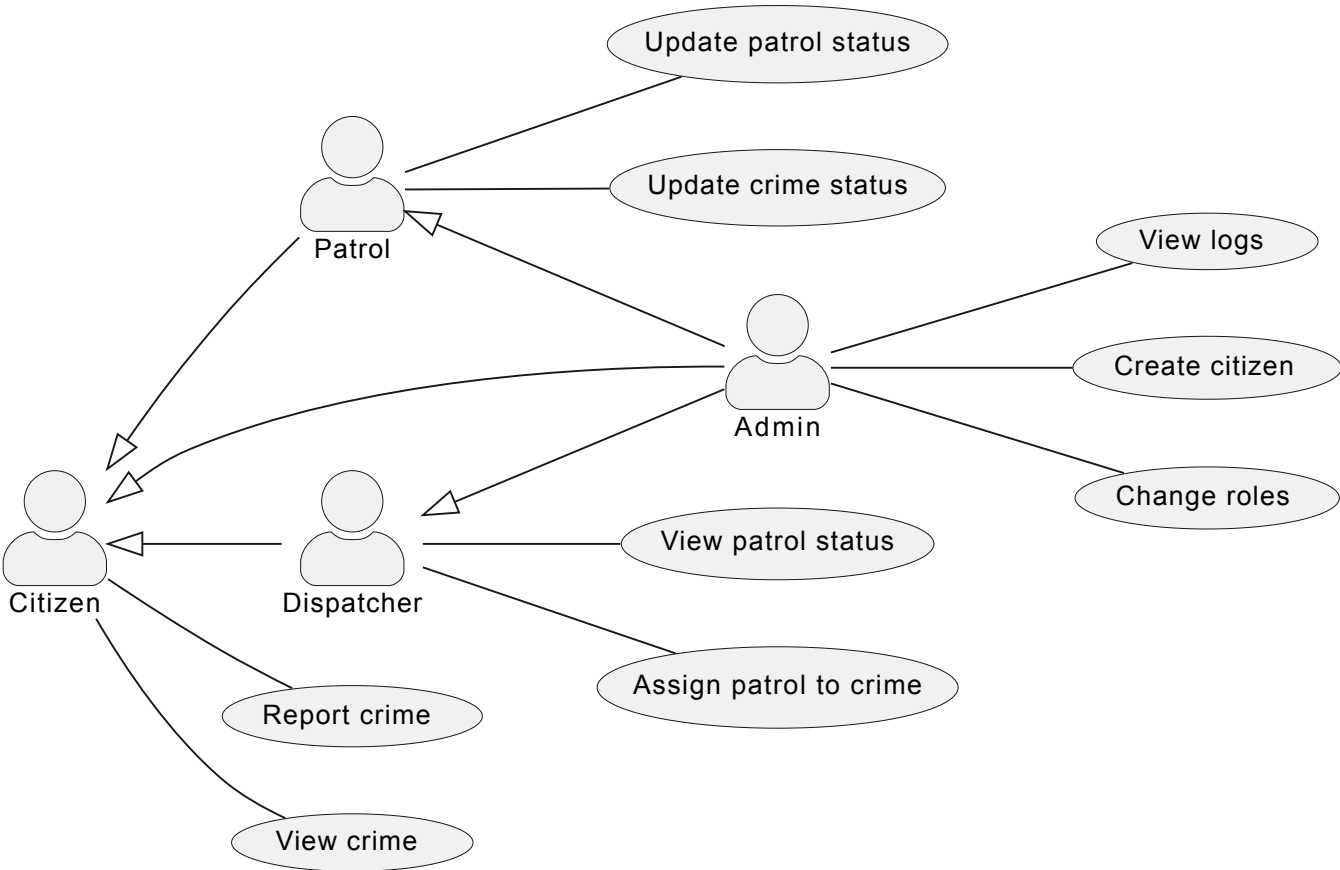 Update patrol status
Update crime status
Patrol
View logs
Create citizen
Admin
Change roles
View patrol status
Citizen
Dispatcher
Assign patrol to crime
Report crime
View crime